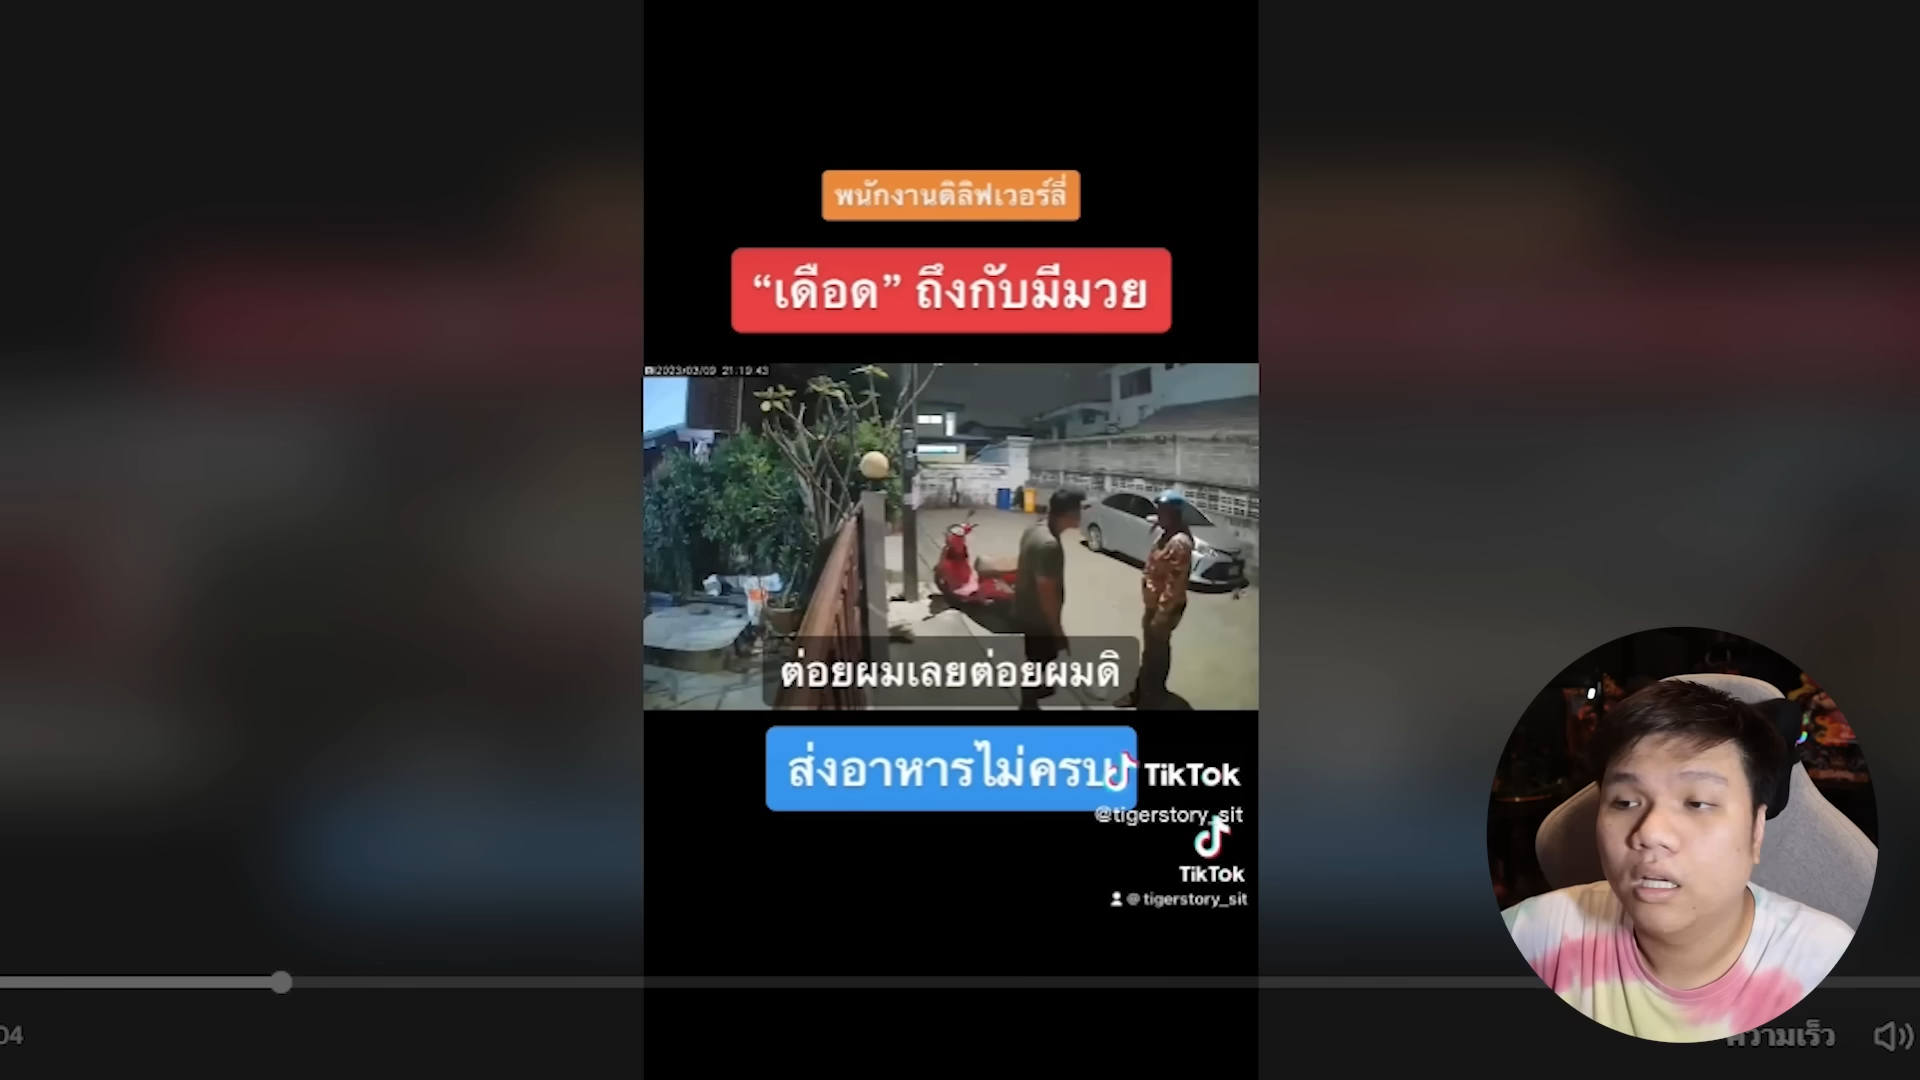 พนักงานดิลิฟเวอร์ลี่
“เดือด” ถึงกับมีมวย
2023/03/09 21:19:43
ต่อยผมเลยต่อยผมดิ
ส่งอาหารไม่ครบ
TikTok
@tigerstory_sit
TikTok
@tigerstory_sit
04
ความเร็ว